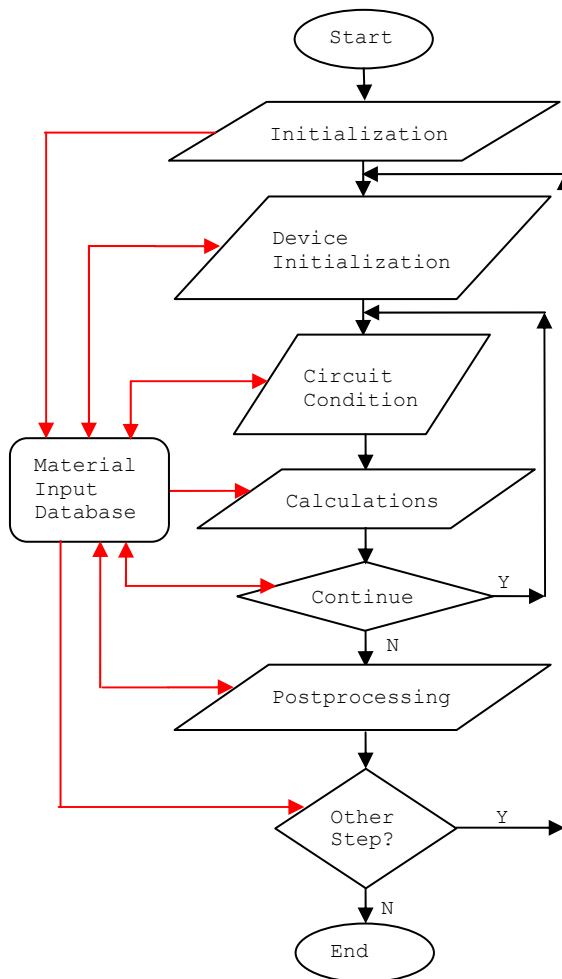 Start
Initialization
Device
Initialization
Circuit
Condition
Material
Input
Database
Calculations
Continue
Y
N
Postprocessing
Other
Step?
Y
N
End